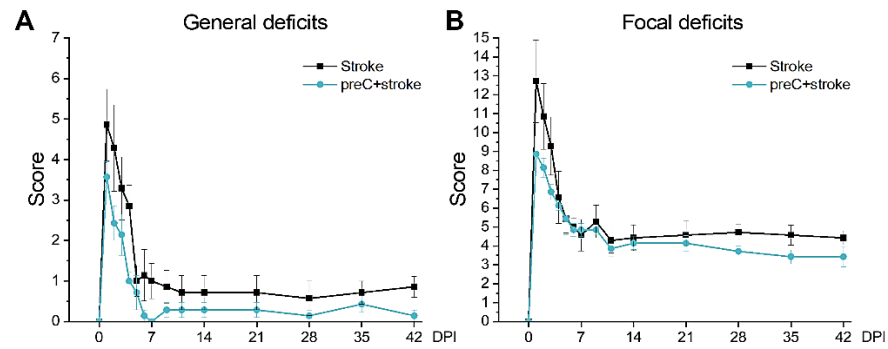 A
General deficits
Score
7
6
5
4
3
2
1
0
Stroke
preC+stroke
0 7 14 21 28 35 42 DPI
B
Focal deficits
Score
15
14
13
12
11
10
9
8
7
6
5
4
3
2
1
0
Stroke
preC+stroke
0 7 14 21 28 35 42 DPI